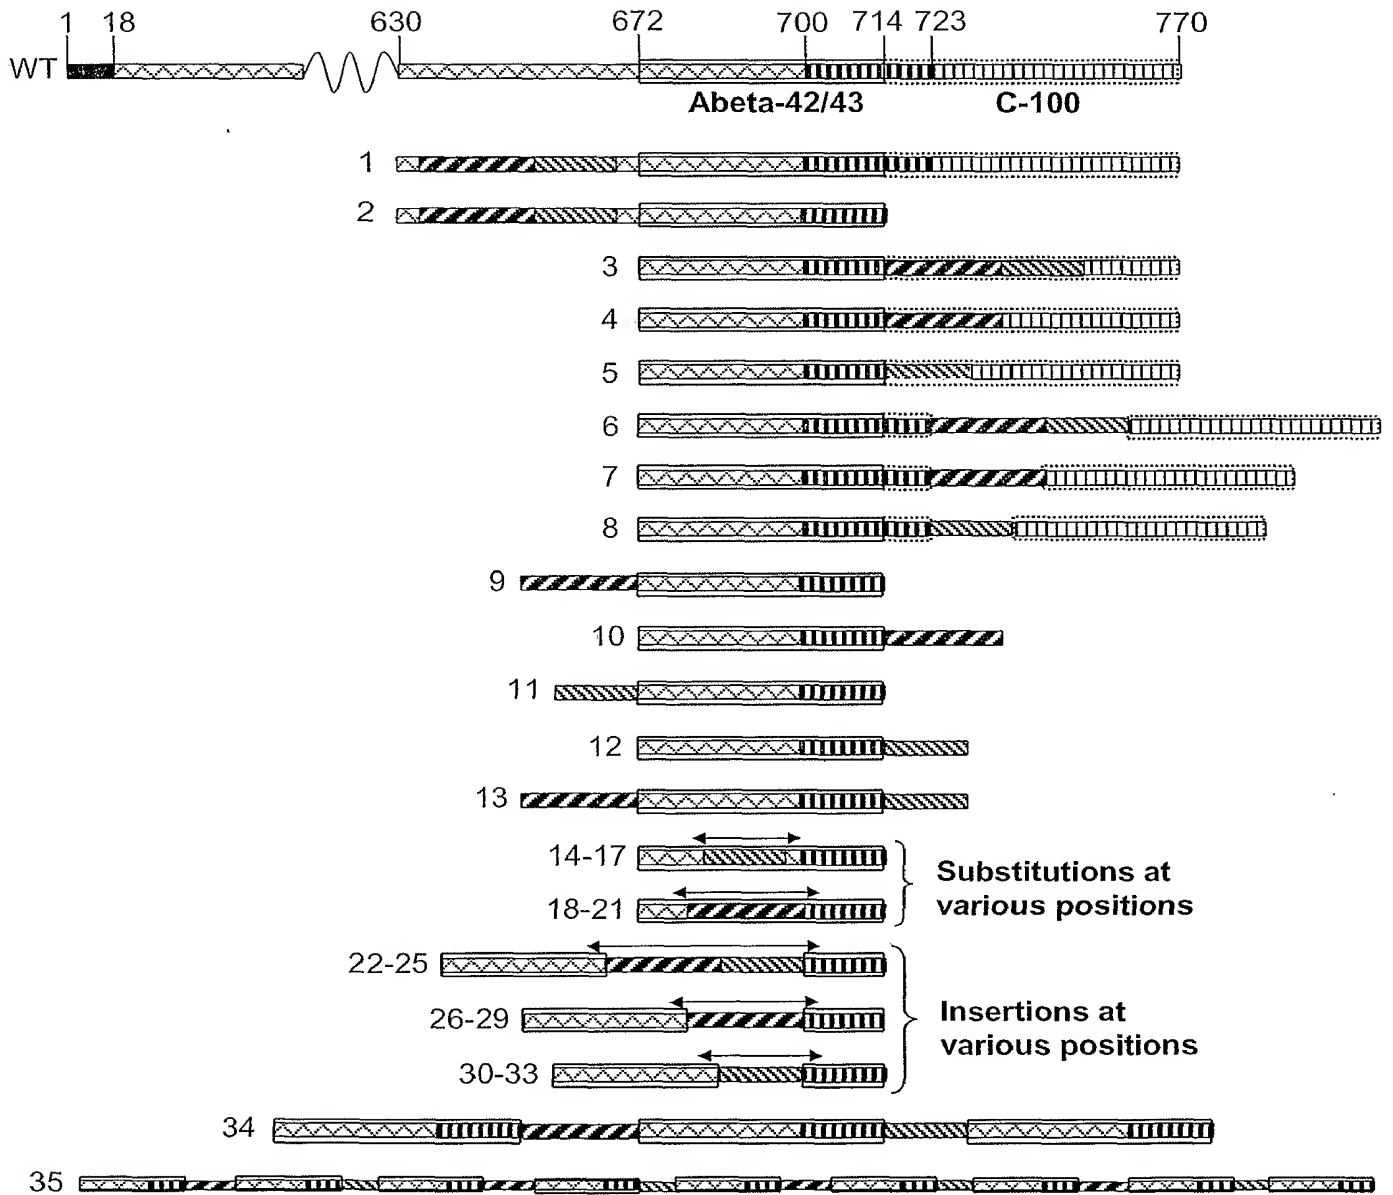 1 18 630 672 700 714 723 770
WT
Abeta-42/43 C-100
1
2
3
4
5
6
7
8
9
10
11
12
13
14-17
Substitutions at
various positions
18-21
22-25
26-29
Insertions at
various positions
30-33
34
35